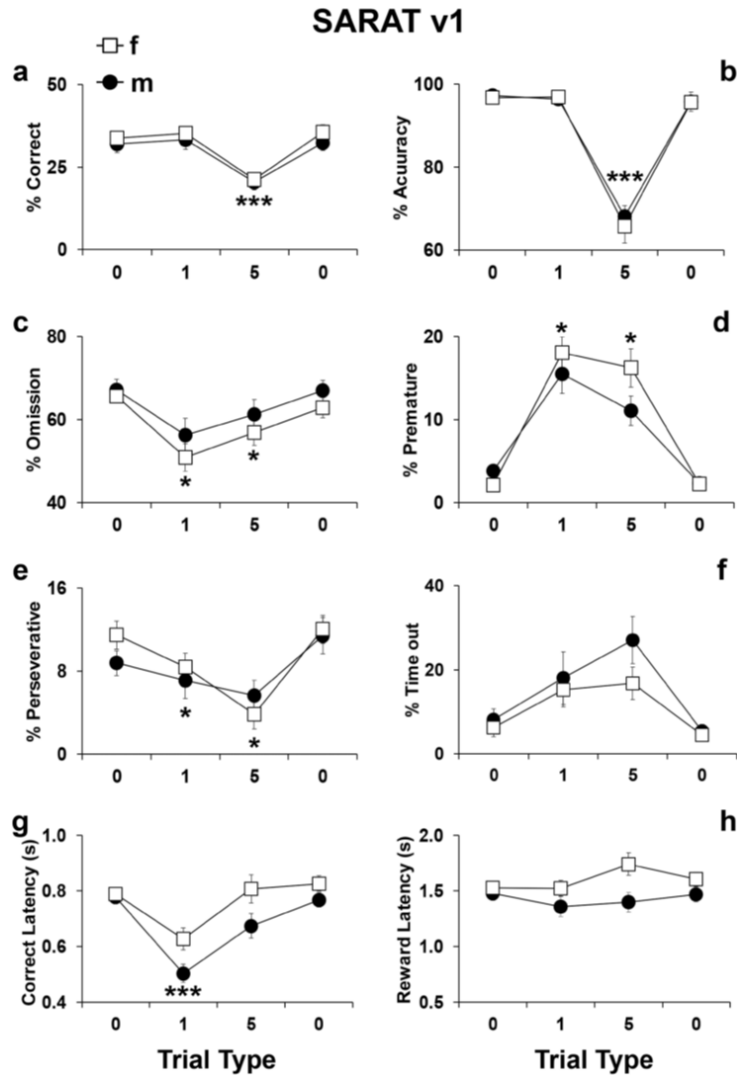 SARAT v1
f
m
a
50
25
0
% Correct
***
0 1 5 0
b
100
80
60
% Acuuracy
***
0 1 5 0
c
80
60
40
% Omission
* *
0 1 5 0
d
20
10
0
% Premature
* *
0 1 5 0
e
16
8
0
% Perseverative
* *
0 1 5 0
f
40
20
0
% Time out
0 1 5 0
g
1.0
0.8
0.6
0.4
Correct Latency (s)
***
0 1 5 0
Trial Type
h
2.0
1.5
1.0
0.5
Reward Latency (s)
0 1 5 0
Trial Type